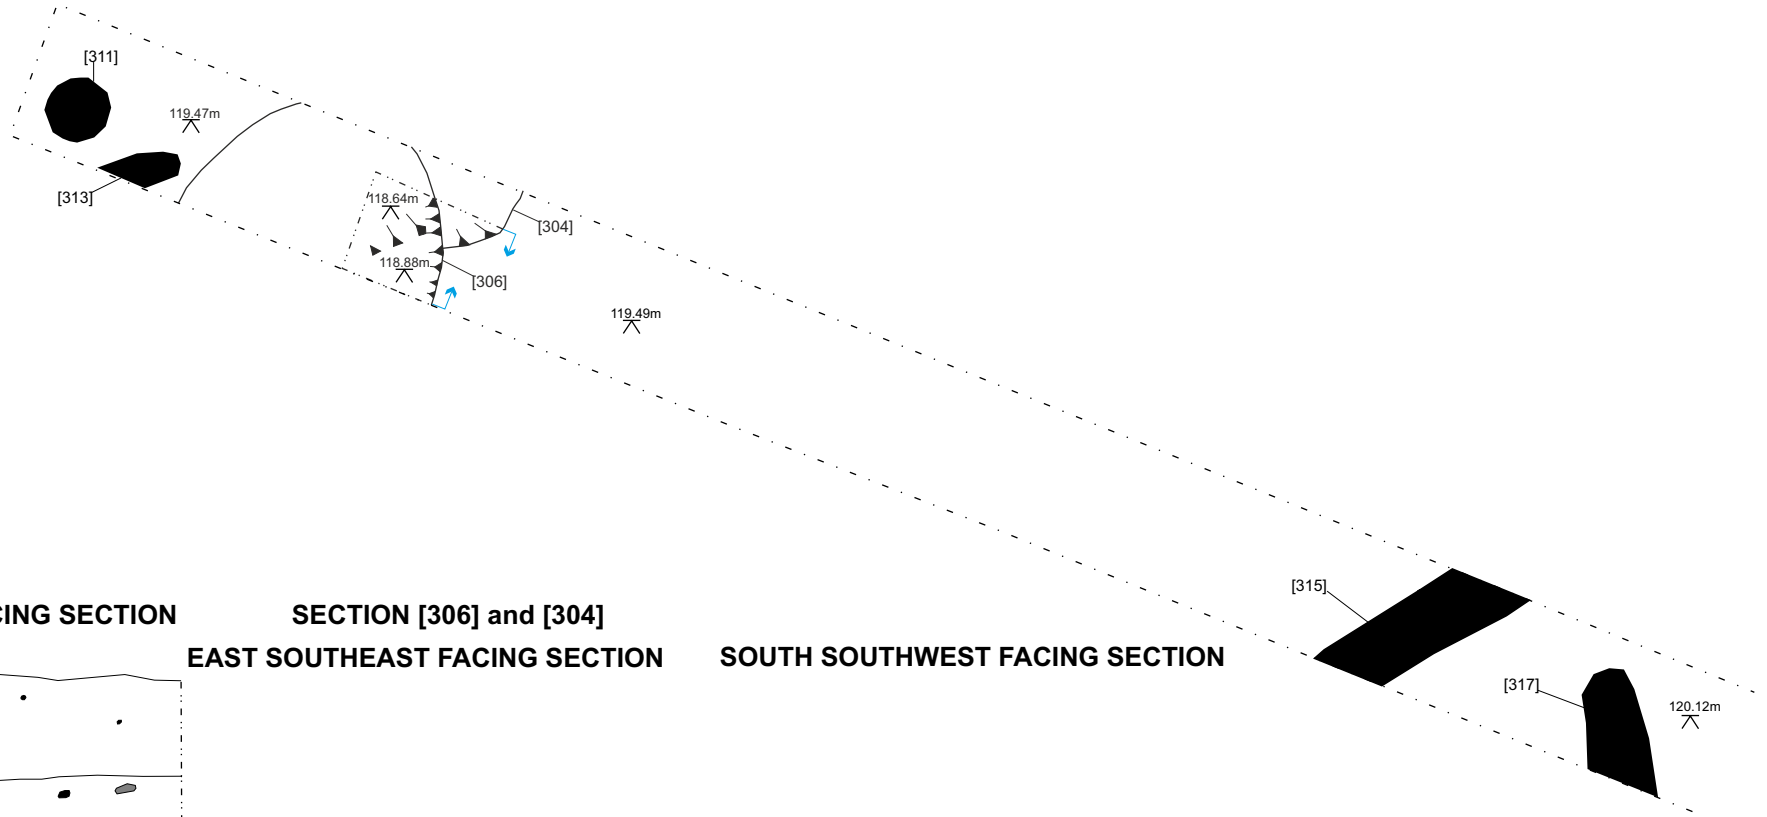 [311]
119.47m
[313]
118.64m
[304]
118.88m
[306]
119.49m
[315]
[317]
120.12m
CING SECTION
SECTION [306] and [304]
EAST SOUTHEAST FACING SECTION
SOUTH SOUTHWEST FACING SECTION